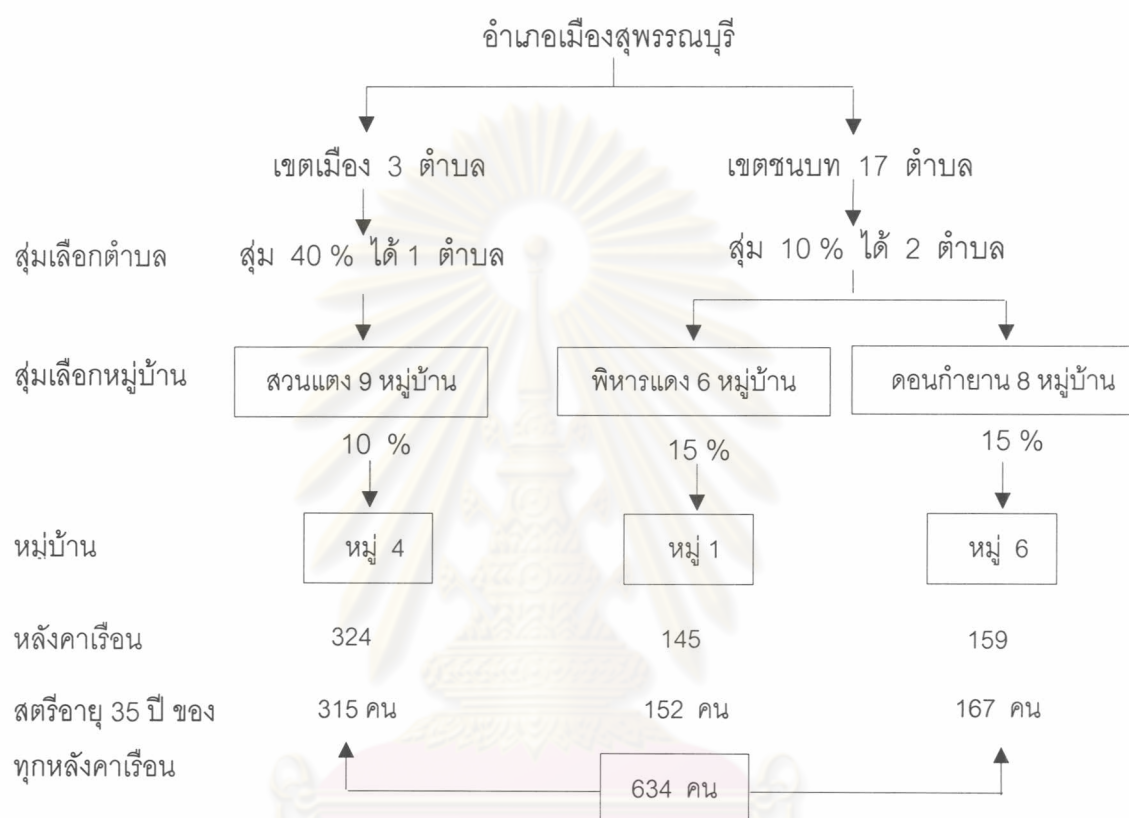 อำเภอเมืองสุพรรณบุรี
เขตเมือง 3 ตำบล เขตชนบท 17 ตำบล
สุ่มเลือกตำบล สุ่ม 40 % ได้ 1 ตำบล สุ่ม 10 % ได้ 2 ตำบล
สุ่มเลือกหมู่บ้าน สวนแตง 9 หมู่บ้าน พิหารแดง 6 หมู่บ้าน ดอนกำยาน 8 หมู่บ้าน
10 % 15 % 15 %
หมู่บ้าน หมู่ 4 หมู่ 1 หมู่ 6
หลังคาเรือน 324 145 159
สตรีอายุ 35 ปี ของ 315 คน 152 คน 167 คน
ทุกหลังคาเรือน
634 คน